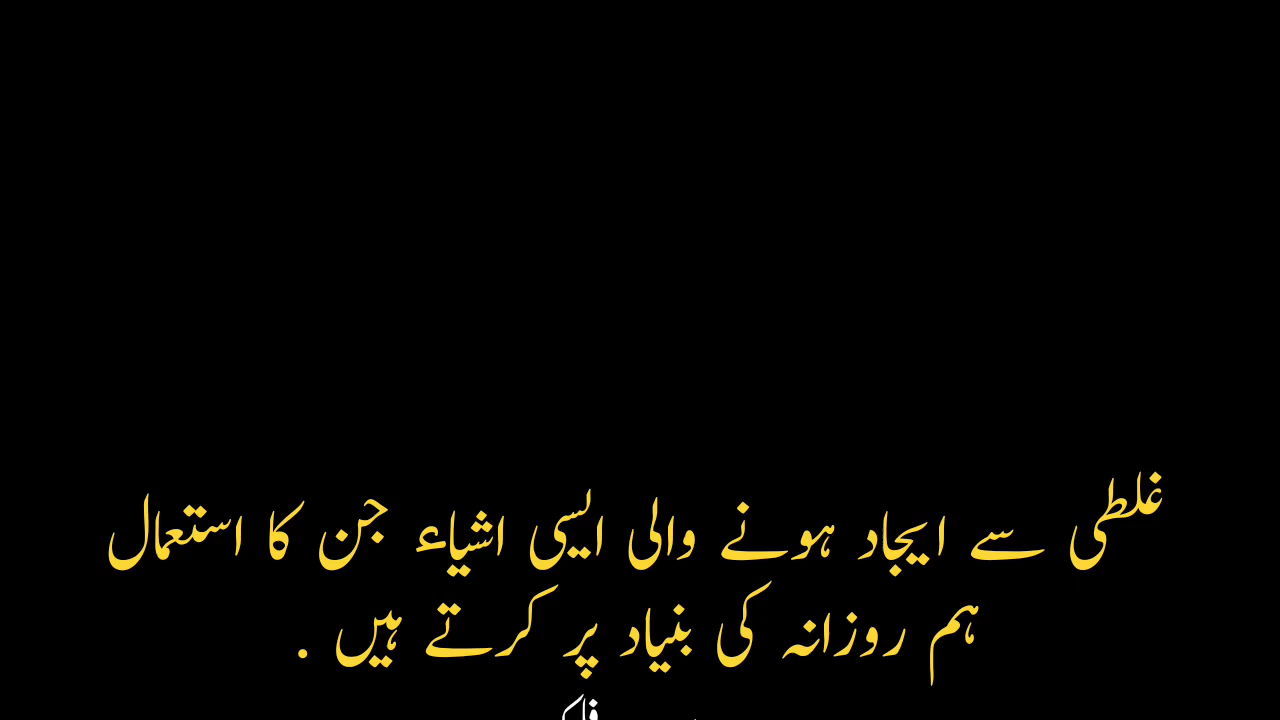 غلطی سے ایجاد ہونے والی ایسی اشیاء جن کا استعمال
ہم روزانہ کی بنیاد پر کرتے ہیں .